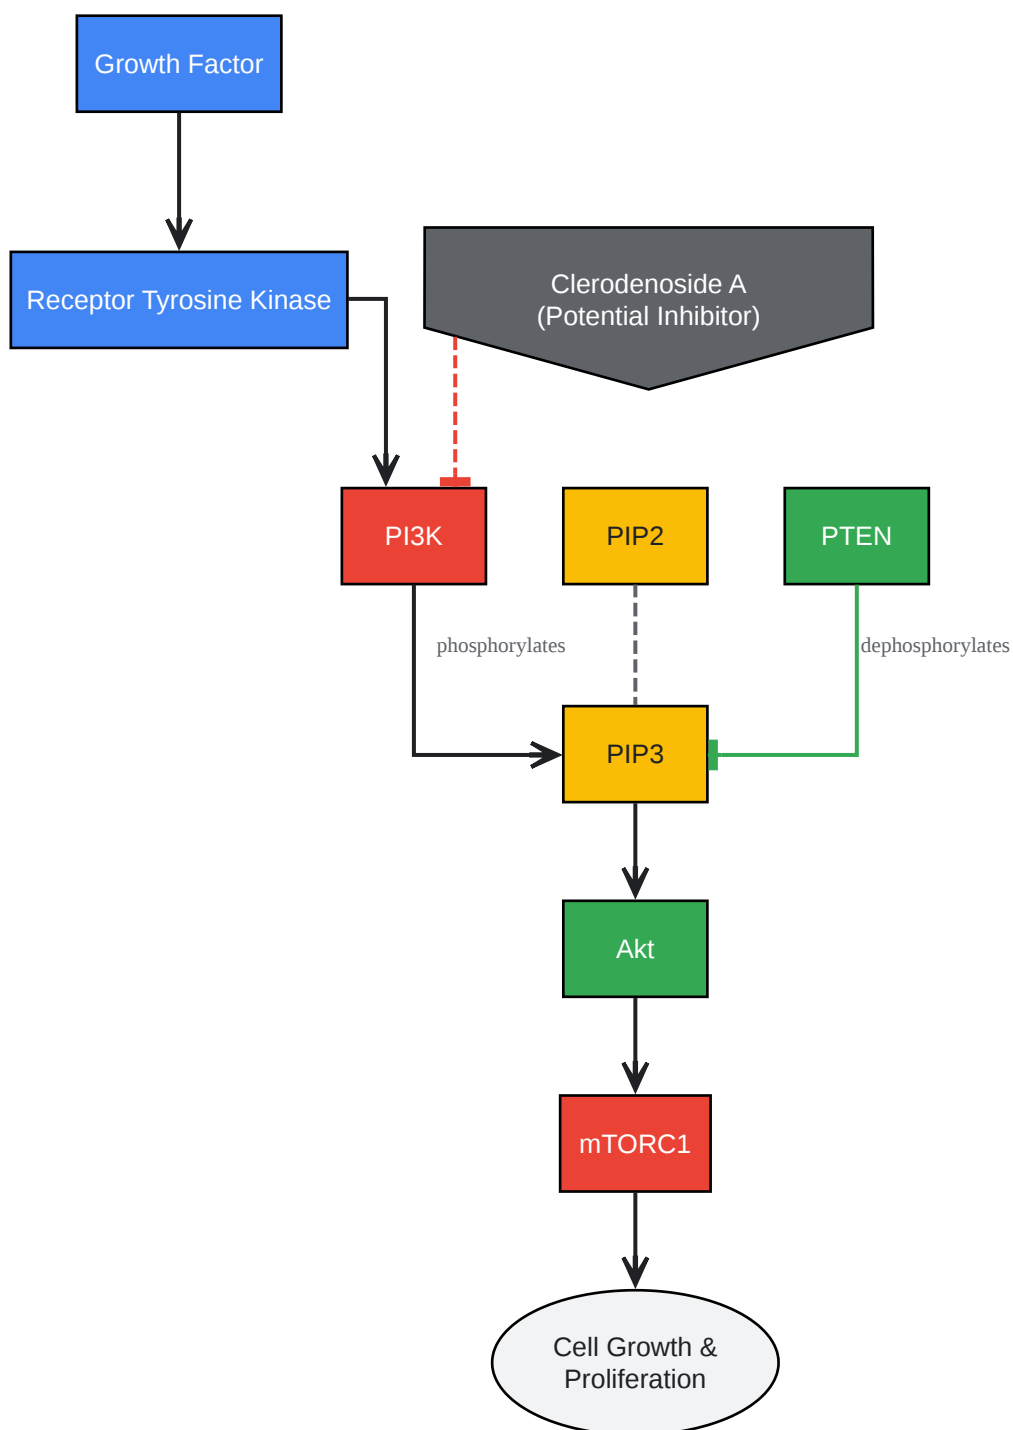 Growth Factor
Receptor Tyrosine Kinase
Clerodenoside A
(Potential Inhibitor)
PI3K
PIP2
PTEN
phosphorylates
dephosphorylates
PIP3
Akt
mTORC1
Cell Growth &
Proliferation